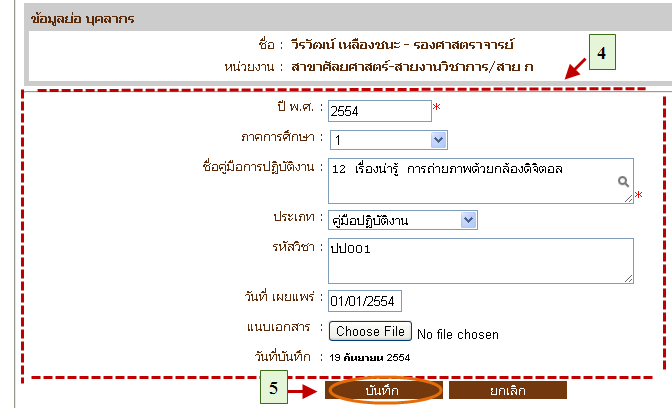 ข้อมูลย่อ บุคลากร
ชื่อ : วีรวัฒน์ เหลืองชนะ - รองศาสตราจารย์
หน่วยงาน : สาขาศัลยศาสตร์-สายงานวิชาการ/สาย ก
4
ปี พ.ศ. : 2554 *
ภาคการศึกษา : 1
ชื่อคู่มือการปฏิบัติงาน : 12 เรื่องน่ารู้ การถ่ายภาพด้วยกล้องดิจิตอล *
ประเภท : คู่มือปฏิบัติงาน
รหัสวิชา : ปป001
วันที่ เผยแพร่ : 01/01/2554
แนบเอกสาร : Choose File No file chosen
วันที่บันทึก : 19 กันยายน 2554
5 บันทึก ยกเลิก